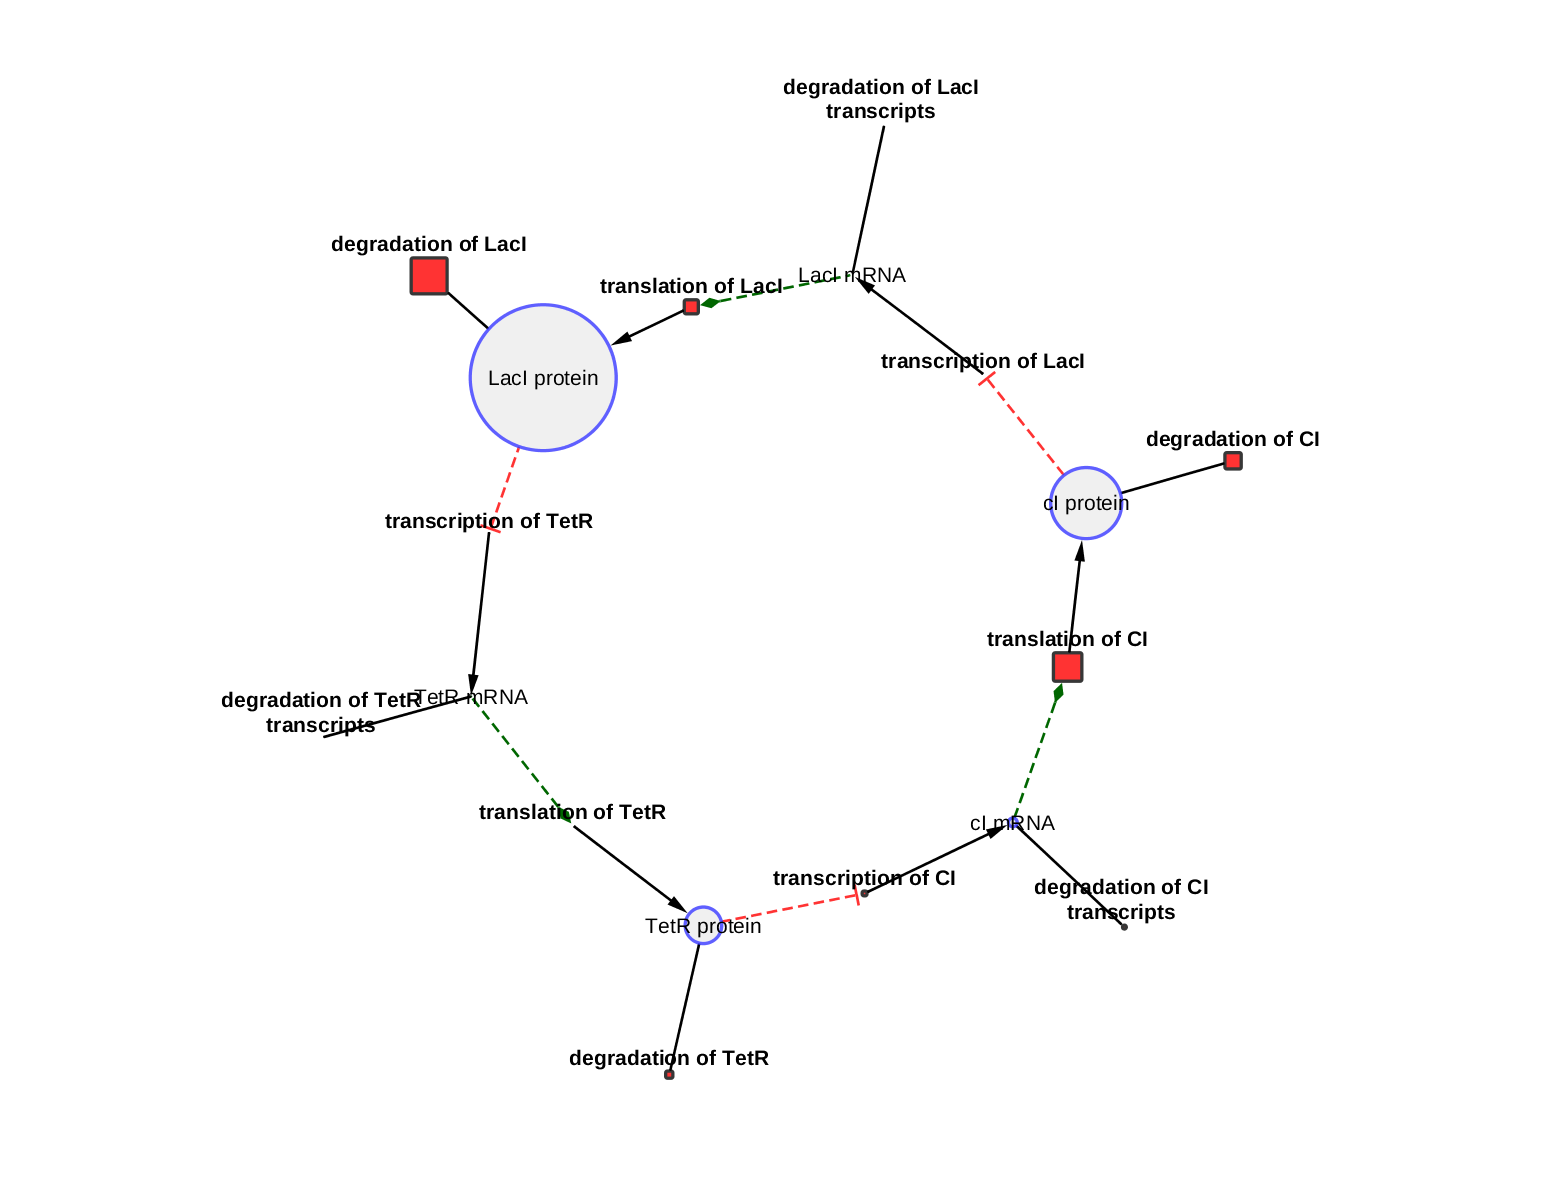 degradation of LacI
transcripts
degradation of LacI
LacI mRNA
translation of LacI
transcription of LacI
LacI protein
degradation of CI
cI protein
transcription of TetR
translation of CI
degradation of TetR
transcripts
TetR mRNA
translation of TetR
cI mRNA
transcription of CI
degradation of CI
transcripts
TetR protein
degradation of TetR